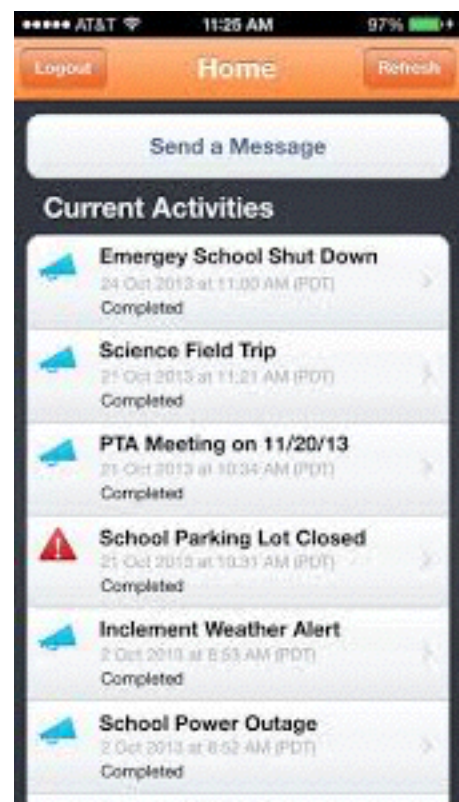 AT&T 11:26 AM 97%
Logout Home Refresh
Send a Message
Current Activities
Emergey School Shut Down
24 Oct 2013 at 11:00 AM (PDT)
Completed
Science Field Trip
21 Oct 2013 at 11:21 AM (PDT)
Completed
PTA Meeting on 11/20/13
21 Oct 2013 at 10:34 AM (PDT)
Completed
School Parking Lot Closed
21 Oct 2013 at 10:31 AM (PDT)
Completed
Inclement Weather Alert
2 Oct 2013 at 8:53 AM (PDT)
Completed
School Power Outage
2 Oct 2013 at 8:52 AM (PDT)
Completed